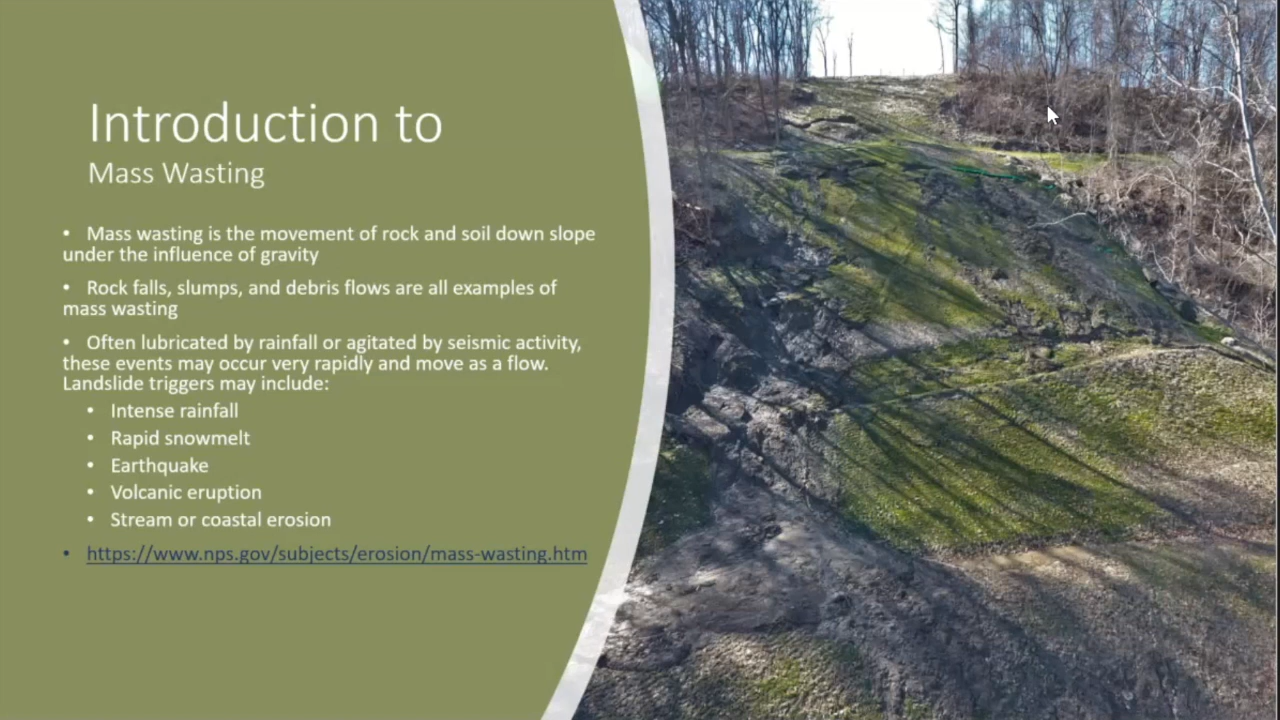 Introduction to
Mass Wasting
• Mass wasting is the movement of rock and soil down slope
under the influence of gravity
• Rock falls, slumps, and debris flows are all examples of
mass wasting
• Often lubricated by rainfall or agitated by seismic activity,
these events may occur very rapidly and move as a flow.
Landslide triggers may include:
• Intense rainfall
• Rapid snowmelt
• Earthquake
• Volcanic eruption
• Stream or coastal erosion
• https://www.nps.gov/subjects/erosion/mass-wasting.htm